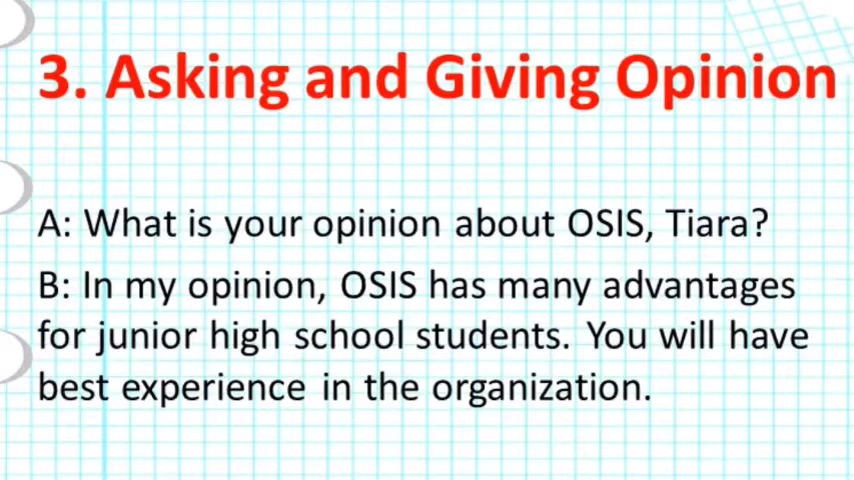 3. Asking and Giving Opinion
A: What is your opinion about OSIS, Tiara?
B: In my opinion, OSIS has many advantages
for junior high school students. You will have
best experience in the organization.